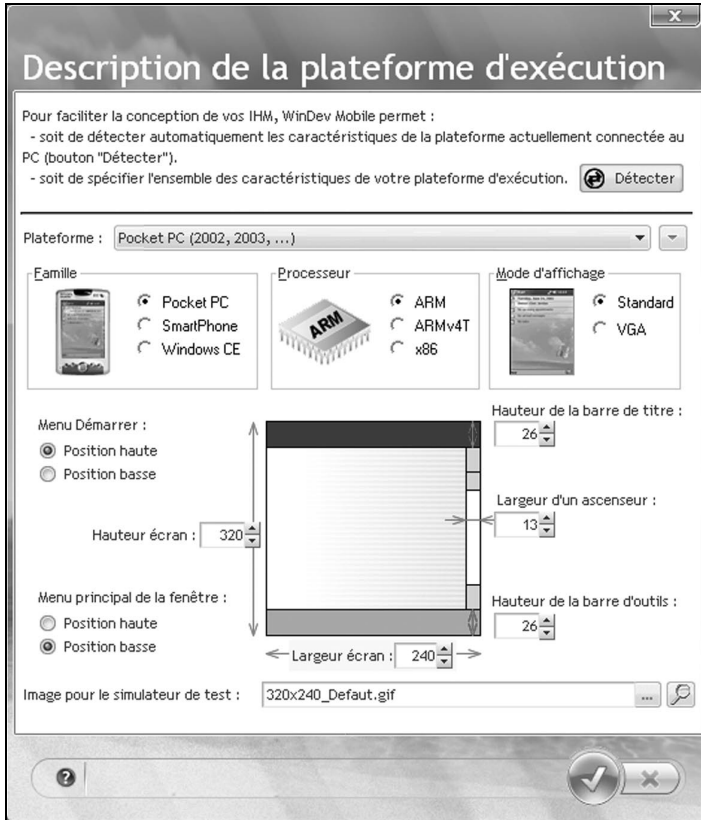 Description de la plateforme d'exécution
Pour faciliter la conception de vos IHM, WinDev Mobile permet :
- soit de détecter automatiquement les caractéristiques de la plateforme actuellement connectée au
PC (bouton "Détecter").
- soit de spécifier l'ensemble des caractéristiques de votre plateforme d'exécution.
Détecter
Plateforme : Pocket PC (2002, 2003, ...)
Famille
Pocket PC
SmartPhone
Windows CE
Processeur
ARM
ARM
ARMv4T
x86
Mode d'affichage
Standard
VGA
Menu Démarrer :
Position haute
Position basse
Hauteur de la barre de titre :
26
Largeur d'un ascenseur :
13
Hauteur écran : 320
Menu principal de la fenêtre :
Position haute
Position basse
Hauteur de la barre d'outils :
26
Largeur écran : 240
Image pour le simulateur de test : 320x240_Defaut.gif ...